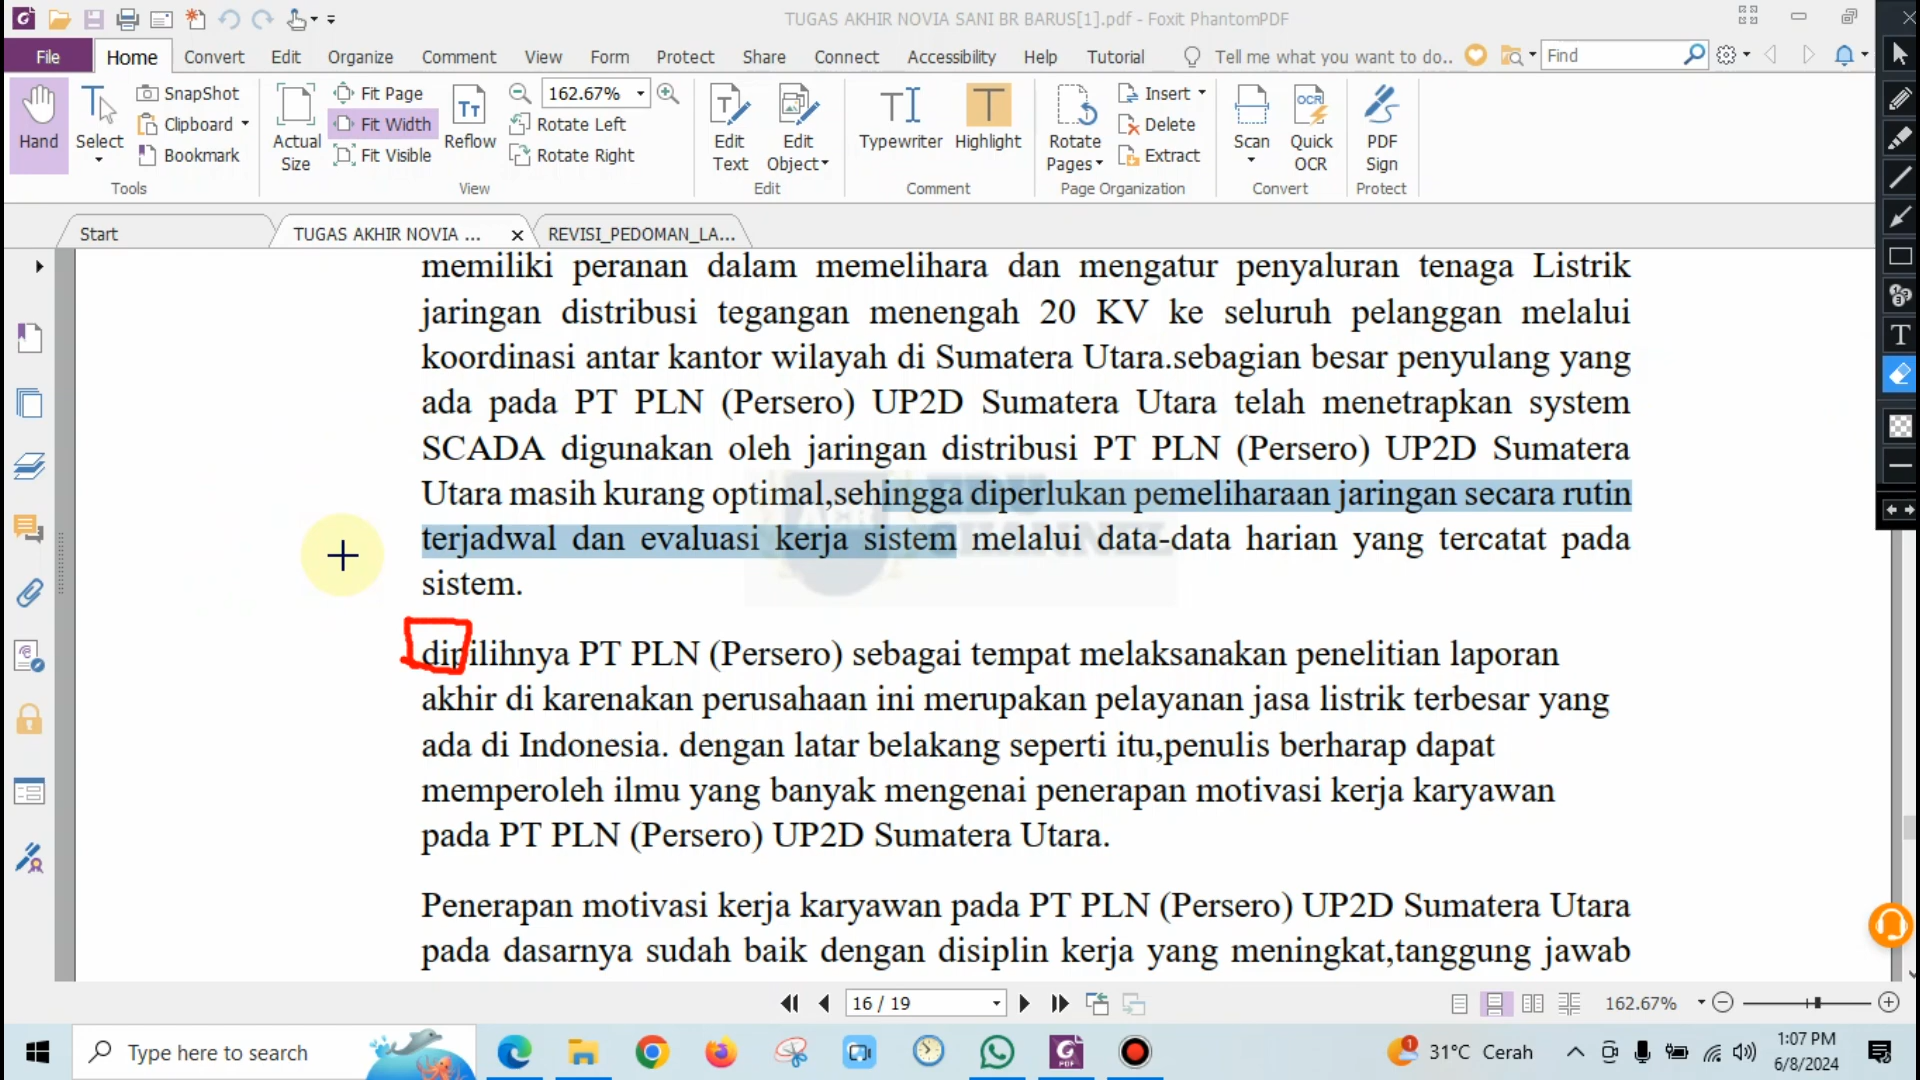 TUGAS AKHIR NOVIA SANI BR BARUS[1].pdf - Foxit PhantomPDF
File Home Convert Edit Organize Comment View Form Protect Share Connect Accessibility Help Tutorial Tell me what you want to do.. Find
Hand
Select
SnapShot
Clipboard
Bookmark
Tools
Actual Size
Fit Page
Fit Width
Fit Visible
Reflow
162.67%
Rotate Left
Rotate Right
View
Edit Text
Edit Object
Edit
Typewriter
Highlight
Comment
Rotate Pages
Insert
Delete
Extract
Page Organization
Scan
Quick OCR
Convert
PDF Sign
Protect
Start
TUGAS AKHIR NOVIA ...
REVISI_PEDOMAN_LA...
memiliki peranan dalam memelihara dan mengatur penyaluran tenaga Listrik
jaringan distribusi tegangan menengah 20 KV ke seluruh pelanggan melalui
koordinasi antar kantor wilayah di Sumatera Utara.sebagian besar penyulang yang
ada pada PT PLN (Persero) UP2D Sumatera Utara telah menetrapkan system
SCADA digunakan oleh jaringan distribusi PT PLN (Persero) UP2D Sumatera
Utara masih kurang optimal,sehingga diperlukan pemeliharaan jaringan secara rutin
terjadwal dan evaluasi kerja sistem melalui data-data harian yang tercatat pada
sistem.
EDU
CHANNEL
dipilihnya PT PLN (Persero) sebagai tempat melaksanakan penelitian laporan
akhir di karenakan perusahaan ini merupakan pelayanan jasa listrik terbesar yang
ada di Indonesia. dengan latar belakang seperti itu,penulis berharap dapat
memperoleh ilmu yang banyak mengenai penerapan motivasi kerja karyawan
pada PT PLN (Persero) UP2D Sumatera Utara.
Penerapan motivasi kerja karyawan pada PT PLN (Persero) UP2D Sumatera Utara
pada dasarnya sudah baik dengan disiplin kerja yang meningkat,tanggung jawab
16 / 19
162.67%
Type here to search
31°C Cerah
1:07 PM
6/8/2024